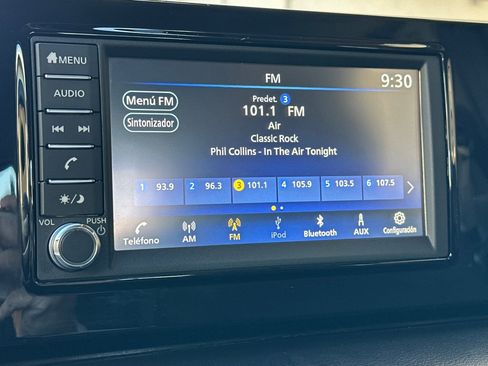 MENU
FM
9:30
AUDIO
Menú FM
Predet. 3
101.1 FM
Sintonizador
Air
Classic Rock
Phil Collins - In The Air Tonight
1 93.9 2 96.3 3 101.1 4 105.9 5 103.5 6 107.5
VOL PUSH
Teléfono AM FM iPod Bluetooth AUX Configuración